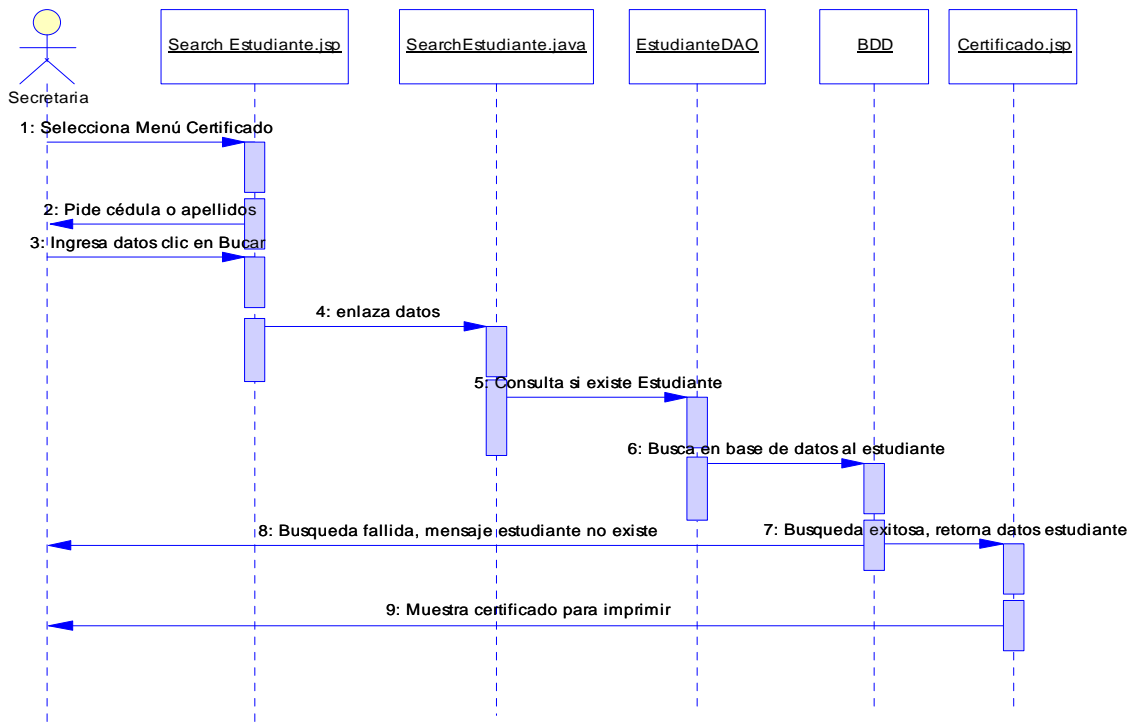 Search Estudiante.jsp
SearchEstudiante.java
EstudianteDAO
BDD
Certificado.jsp
Secretaria
1: Selecciona Menú Certificado
2: Pide cédula o apellidos
3: Ingresa datos clic en Bucar
4: enlaza datos
5: Consulta si existe Estudiante
6: Busca en base de datos al estudiante
8: Busqueda fallida, mensaje estudiante no existe
7: Busqueda exitosa, retorna datos estudiante
9: Muestra certificado para imprimir